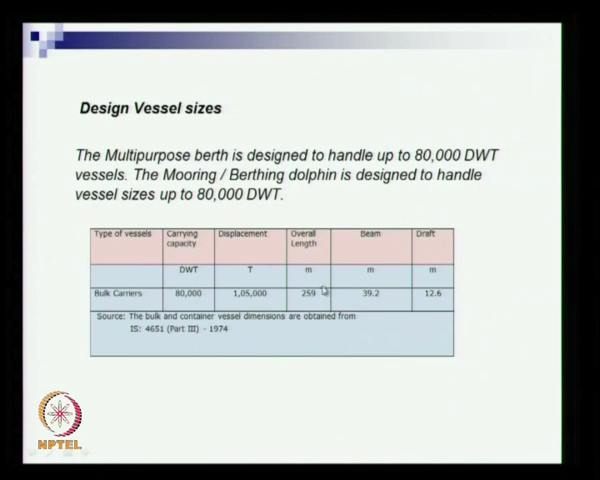 Design Vessel sizes
The Multipurpose berth is designed to handle up to 80,000 DWT
vessels. The Mooring / Berthing dolphin is designed to handle
vessel sizes up to 80,000 DWT.
Type of vessels Carrying capacity Displacement Overall Length Beam Draft
DWT T m m m
Bulk Carriers 80,000 1,05,000 259 39.2 12.6
Source: The bulk and container vessel dimensions are obtained from
IS: 4651 (Part III) - 1974
NPTEL